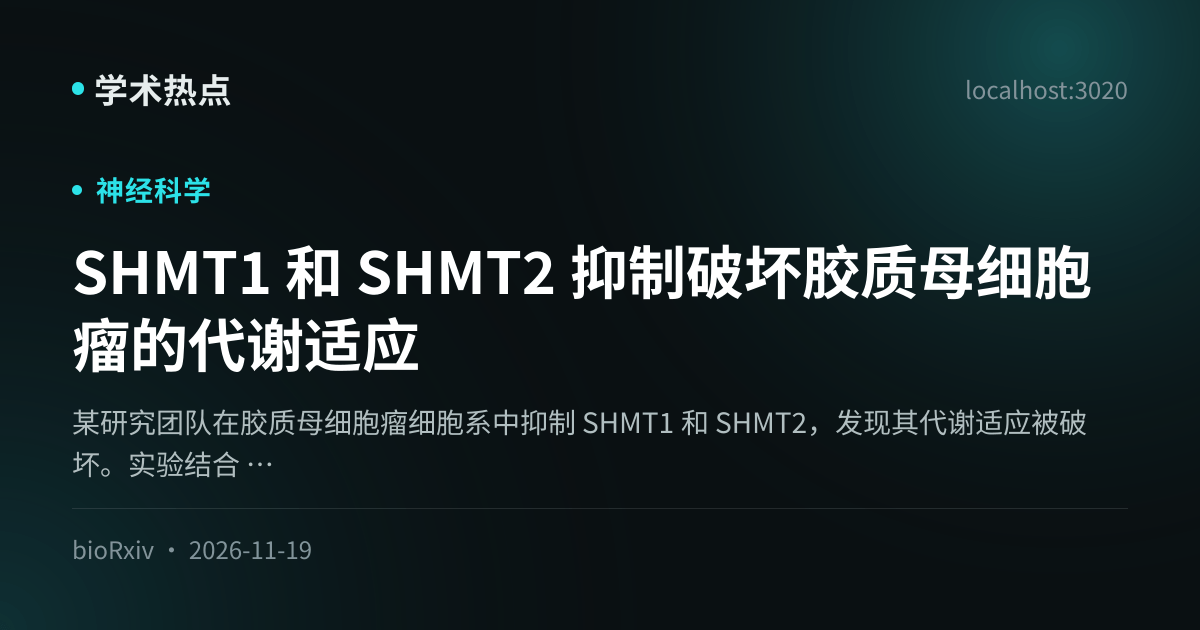 学术热点
localhost:3020
神经科学
SHMT1 和 SHMT2 抑制破坏胶质母细胞
瘤的代谢适应
某研究团队在胶质母细胞瘤细胞系中抑制 SHMT1 和 SHMT2，发现其代谢适应被破
坏。实验结合 …
bioRxiv · 2026-11-19